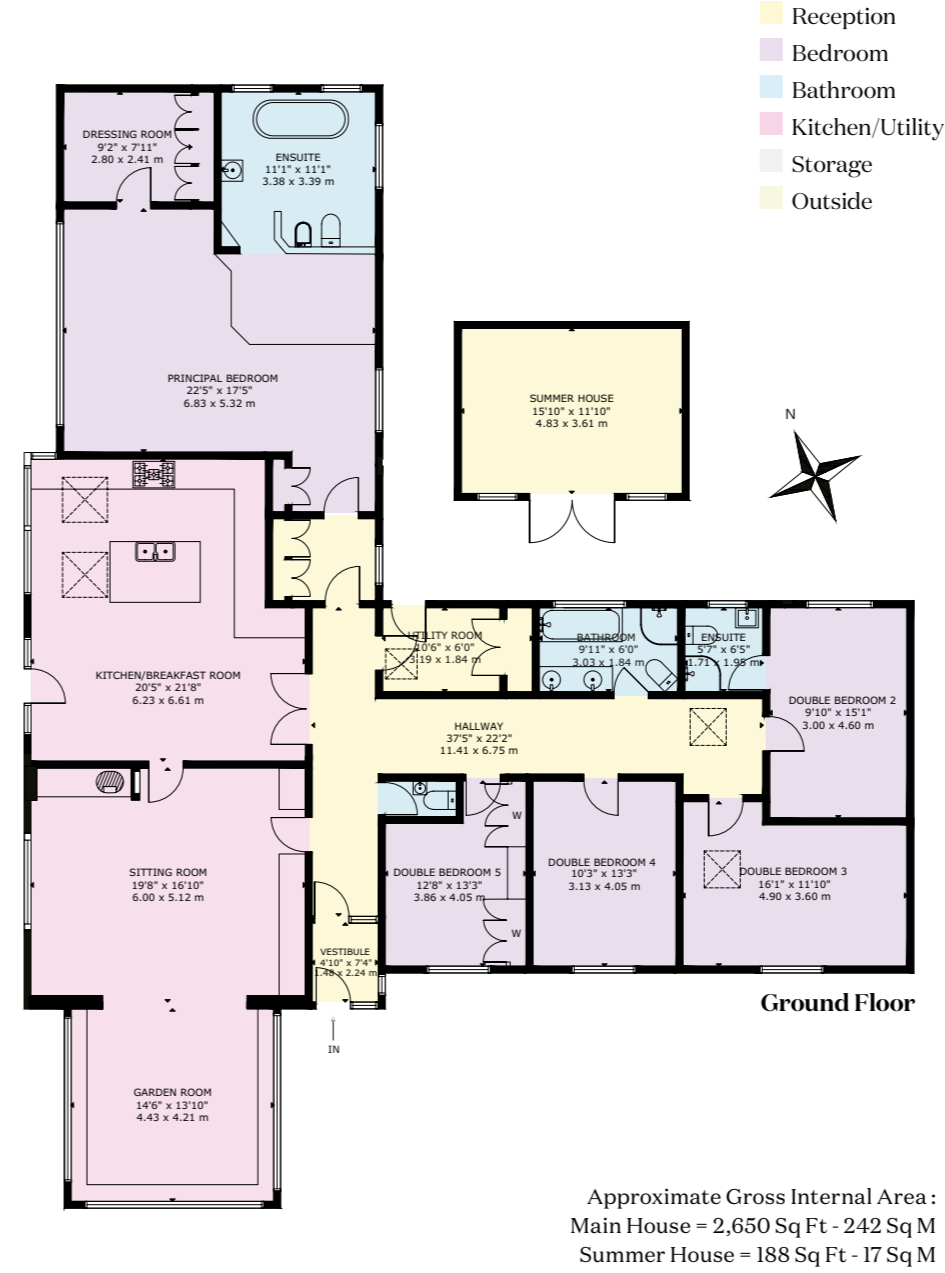 Reception
Bedroom
Bathroom
Kitchen/Utility
Storage
Outside
DRESSING ROOM
9'2" x 7'11"
2.80 x 2.41 m
ENSUITE
11'1" x 11'1"
3.38 x 3.39 m
PRINCIPAL BEDROOM
22'5" x 17'5"
6.83 x 5.32 m
SUMMER HOUSE
15'10" x 11'10"
4.83 x 3.61 m
N
UTILITY ROOM
10'6" x 6'0"
3.19 x 1.84 m
BATHROOM
9'11" x 6'0"
3.03 x 1.84 m
ENSUITE
5'7" x 6'5"
1.71 x 1.95 m
KITCHEN/BREAKFAST ROOM
20'5" x 21'8"
6.23 x 6.61 m
HALLWAY
37'5" x 22'2"
11.41 x 6.75 m
DOUBLE BEDROOM 2
9'10" x 15'1"
3.00 x 4.60 m
W
SITTING ROOM
19'8" x 16'10"
6.00 x 5.12 m
DOUBLE BEDROOM 5
12'8" x 13'3"
3.86 x 4.05 m
DOUBLE BEDROOM 4
10'3" x 13'3"
3.13 x 4.05 m
DOUBLE BEDROOM 3
16'1" x 11'10"
4.90 x 3.60 m
W
VESTIBULE
4'10" x 7'4"
1.48 x 2.24 m
Ground Floor
IN
GARDEN ROOM
14'6" x 13'10"
4.43 x 4.21 m
Approximate Gross Internal Area :
Main House = 2,650 Sq Ft - 242 Sq M
Summer House = 188 Sq Ft - 17 Sq M